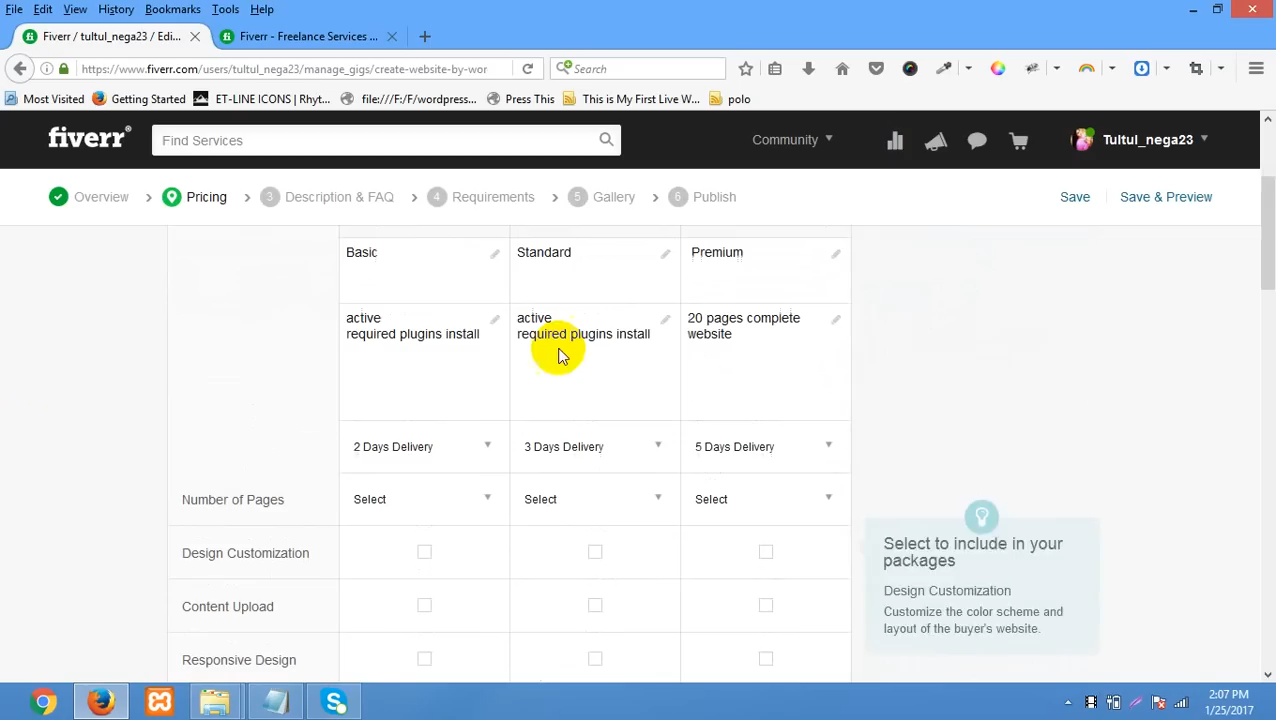 File Edit View History Bookmarks Tools Help
Fiverr / tultul_nega23 / Edi...
Fiverr - Freelance Services ...
https://www.fiverr.com/users/tultul_nega23/manage_gigs/create-website-by-wor
Search
Most Visited
Getting Started
ET-LINE ICONS | Rhyt...
file:///F:/F/wordpress...
Press This
This is My First Live W...
polo
fiverr®
Find Services
Community
Tultul_nega23
Overview
Pricing
3 Description & FAQ
4 Requirements
5 Gallery
6 Publish
Save
Save & Preview
Basic
Standard
Premium
active
required plugins install
active
required plugins install
20 pages complete
website
2 Days Delivery
3 Days Delivery
5 Days Delivery
Number of Pages
Select
Select
Select
Design Customization
Content Upload
Responsive Design
Select to include in your
packages
Design Customization
Customize the color scheme and
layout of the buyer's website.
2:07 PM
1/25/2017